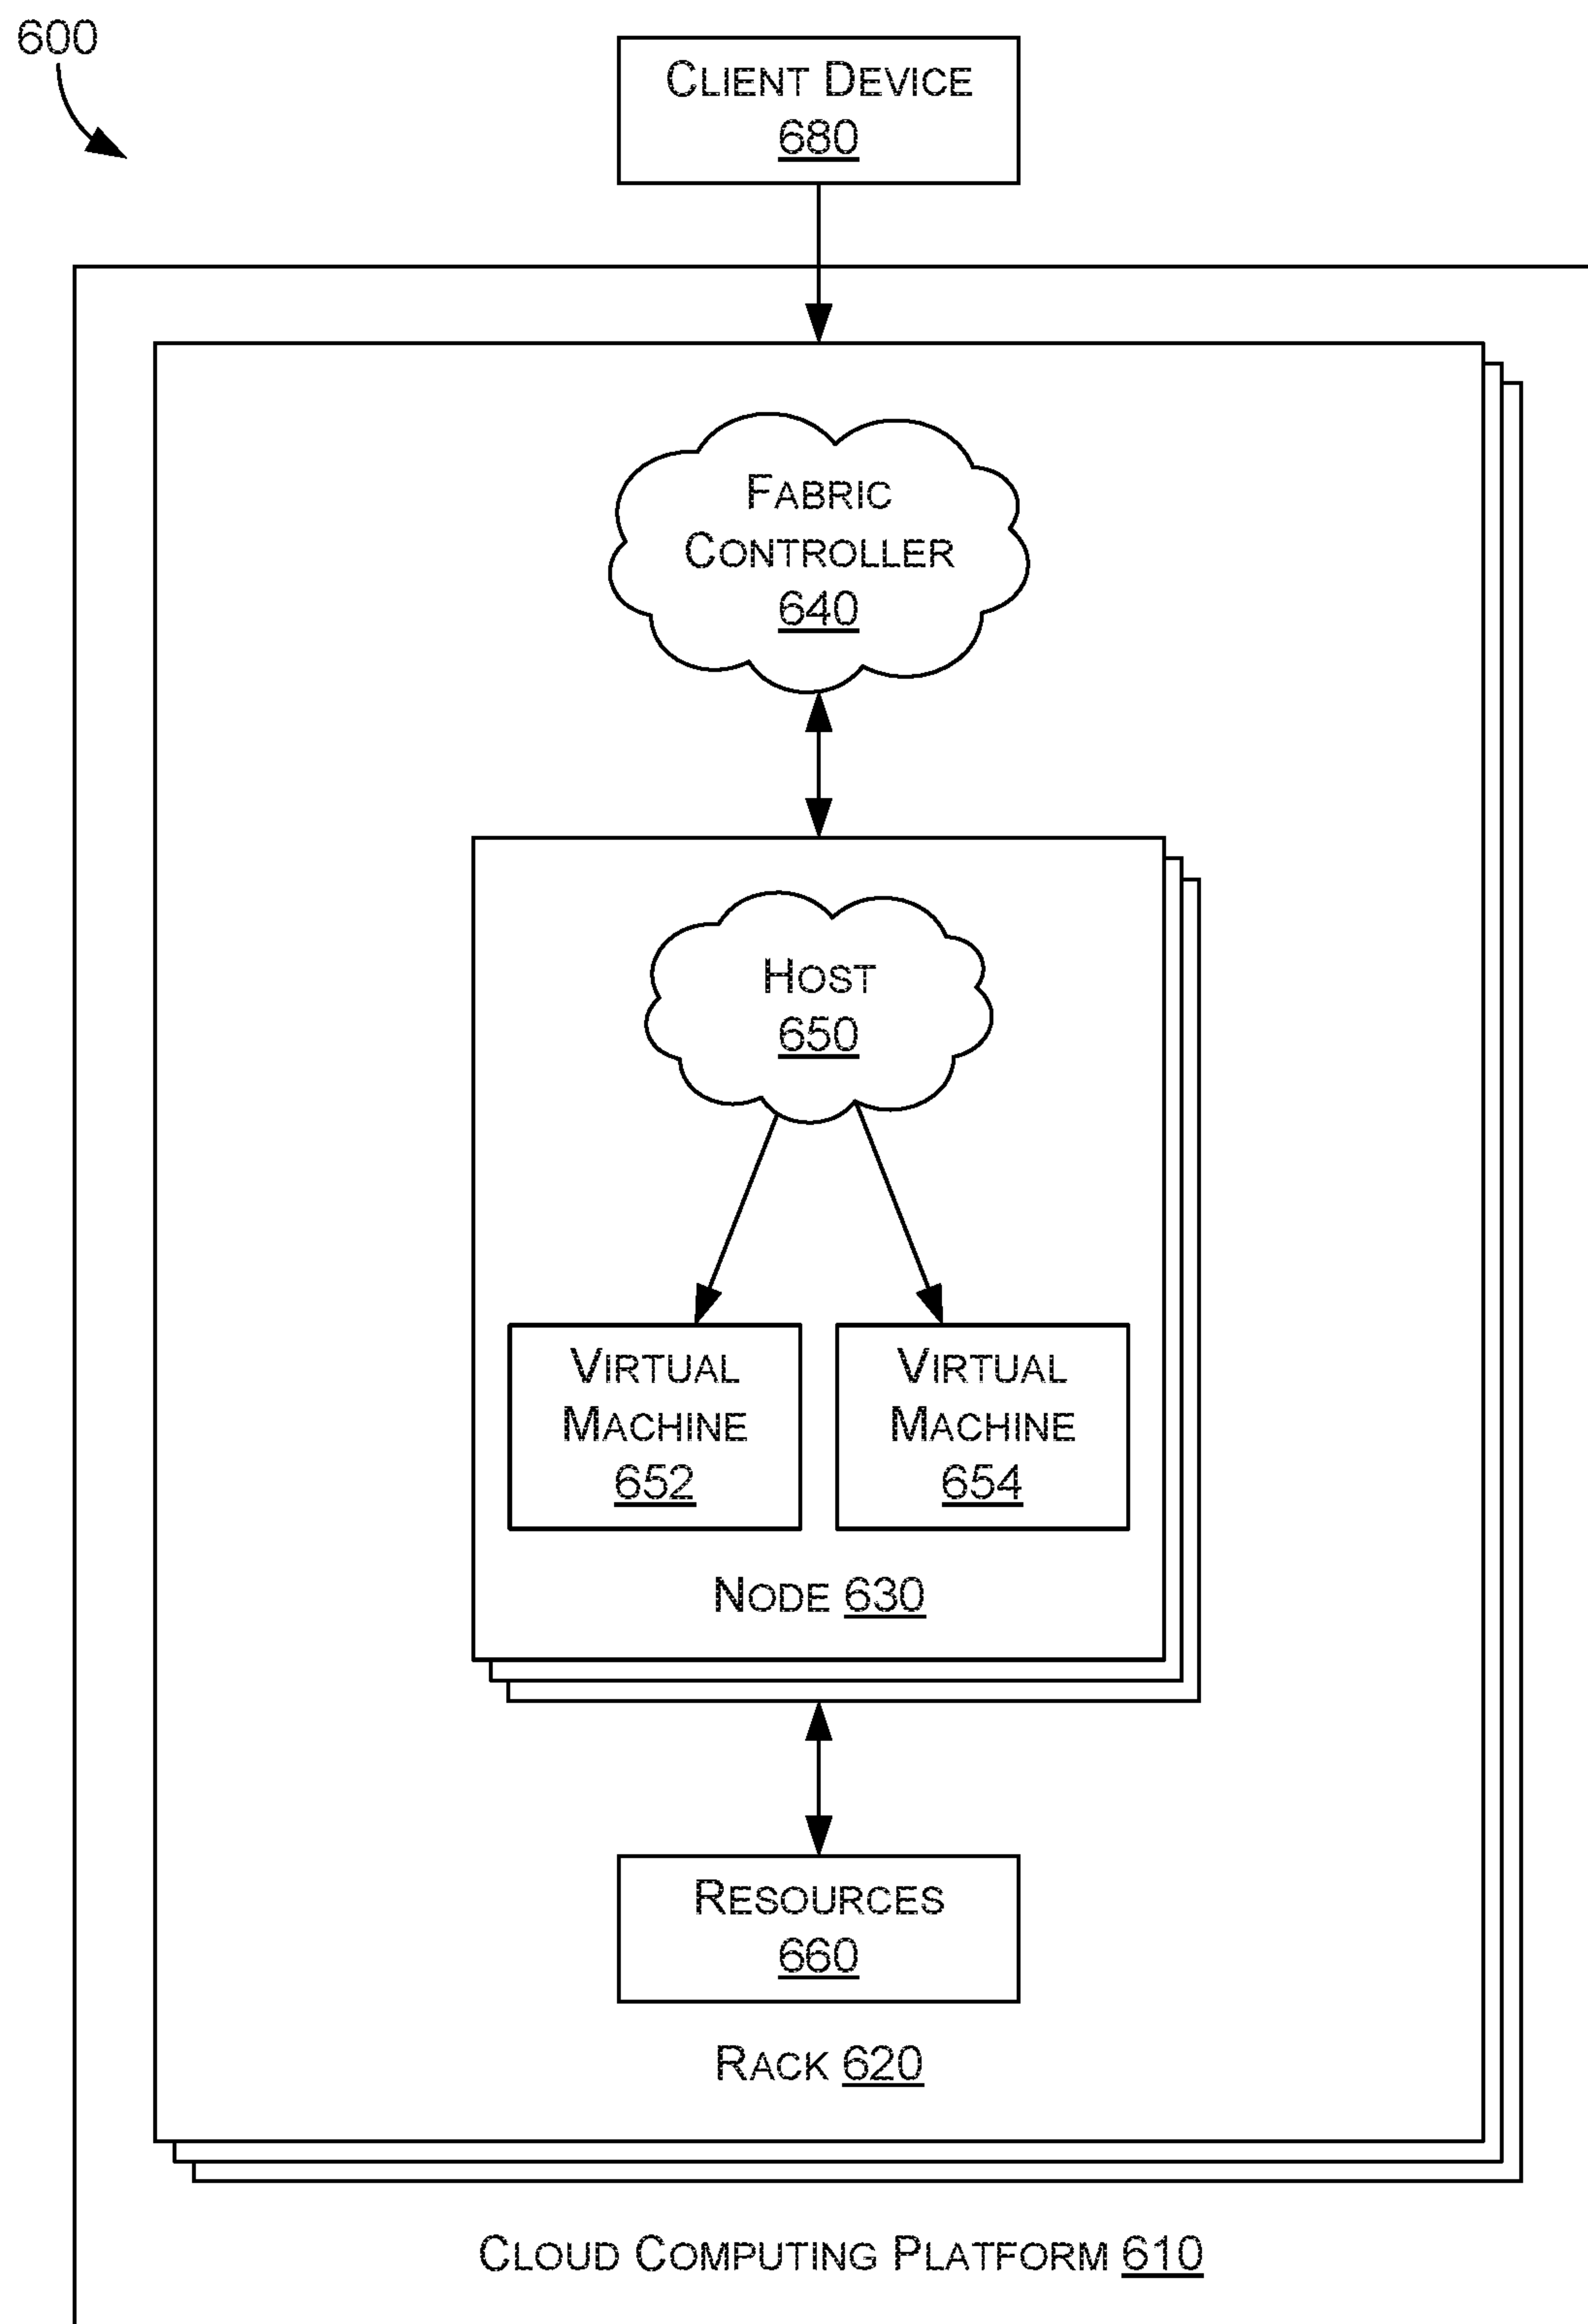 600
CLIENT DEVICE
680
FABRIC
CONTROLLER
640
HOST
650
VIRTUAL
MACHINE
652
VIRTUAL
MACHINE
654
NODE 630
RESOURCES
660
RACK 620
CLOUD COMPUTING PLATFORM 610